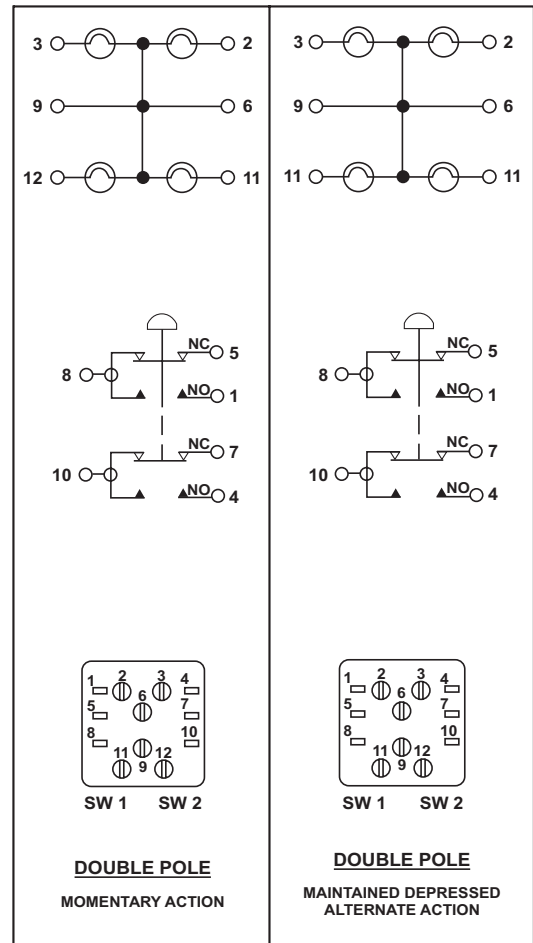 3 2
9 6
12 11
NC 5
8
NO 1
NC 7
10
NO 4
1 2 3 4
6
5 7
8 10
11 12
9
SW 1 SW 2
DOUBLE POLE
MOMENTARY ACTION
3 2
9 6
11 11
NC 5
8
NO 1
NC 7
10
NO 4
1 2 3 4
6
5 7
8 10
11 12
9
SW 1 SW 2
DOUBLE POLE
MAINTAINED DEPRESSED
ALTERNATE ACTION